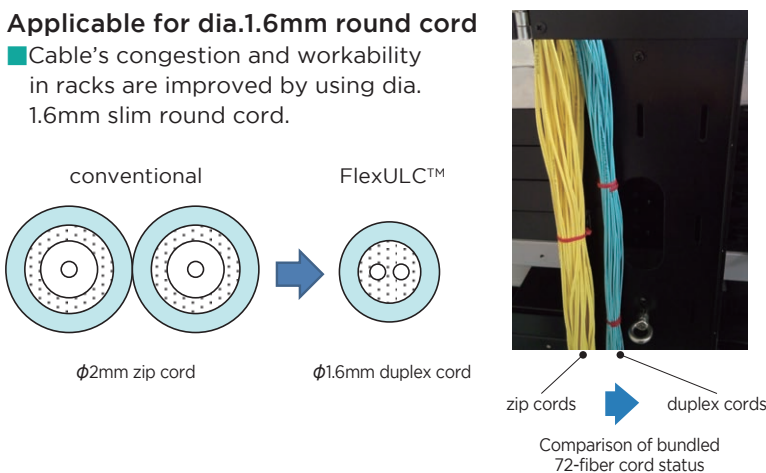 Applicable for dia.1.6mm round cord
■Cable's congestion and workability
in racks are improved by using dia.
1.6mm slim round cord.
conventional
FlexULC™
ϕ2mm zip cord
ϕ1.6mm duplex cord
zip cords
duplex cords
Comparison of bundled
72-fiber cord status